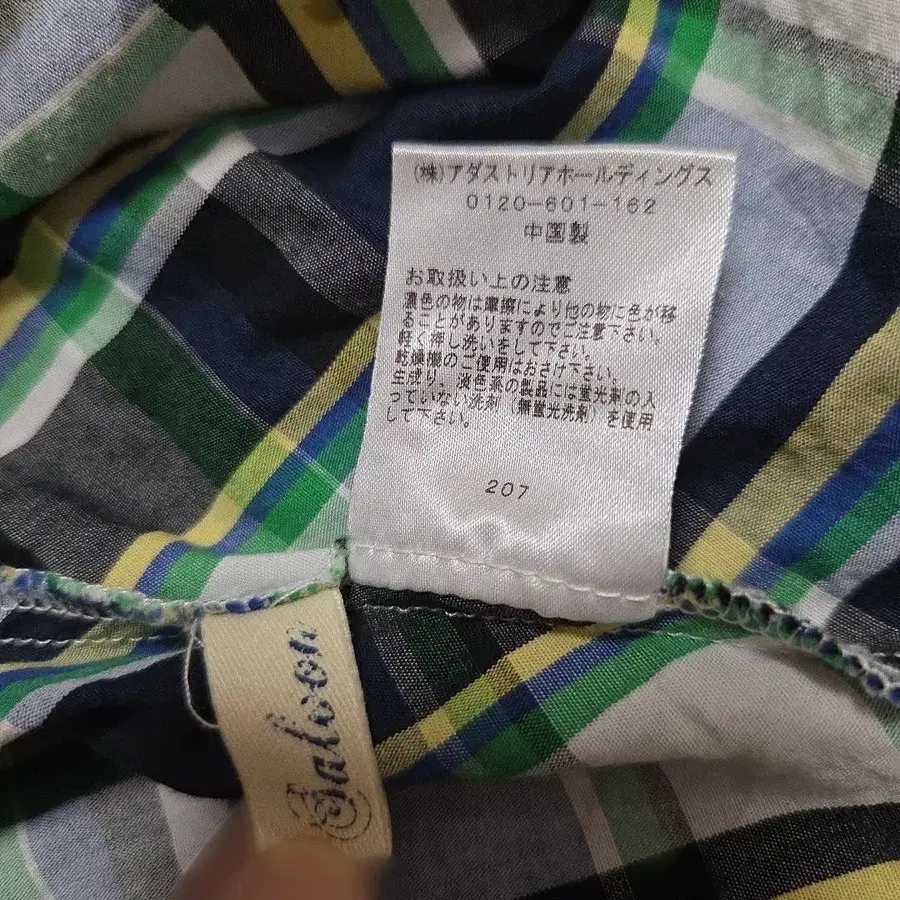 (株)アダストリアホールディングス
0120-601-162
中国製
お取扱い上の注意
濃色の物は摩擦により他の物に色が移
ることがありますのでご注意下さい。
軽く押し洗いをして下さい。
乾燥機のご使用はおさけ下さい。
生成り、淡色系の製品には蛍光剤の入
っていない洗剤(無蛍光洗剤)を使用
して下さい。
207